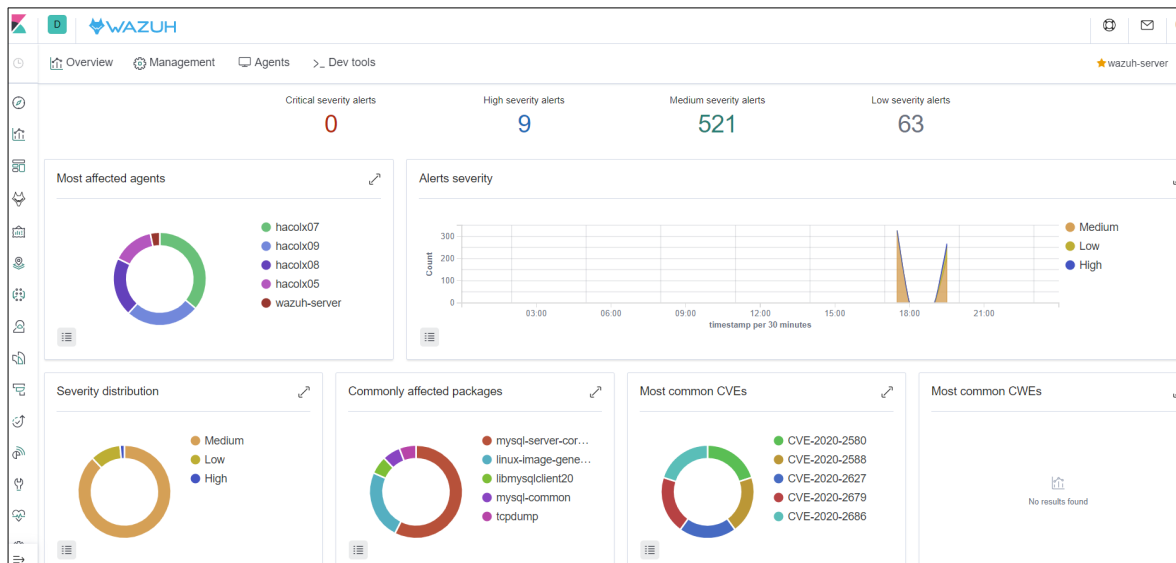 D WAZUH
Overview Management Agents >_ Dev tools wazuh-server
Critical severity alerts High severity alerts Medium severity alerts Low severity alerts
0 9 521 63
Most affected agents
hacolx07
hacolx09
hacolx08
hacolx05
wazuh-server
Alerts severity
Count
300
200
100
0
03:00 06:00 09:00 12:00 15:00 18:00 21:00
timestamp per 30 minutes
Medium
Low
High
Severity distribution
Medium
Low
High
Commonly affected packages
mysql-server-cor...
linux-image-gene...
libmysqlclient20
mysql-common
tcpdump
Most common CVEs
CVE-2020-2580
CVE-2020-2588
CVE-2020-2627
CVE-2020-2679
CVE-2020-2686
Most common CWEs
No results found